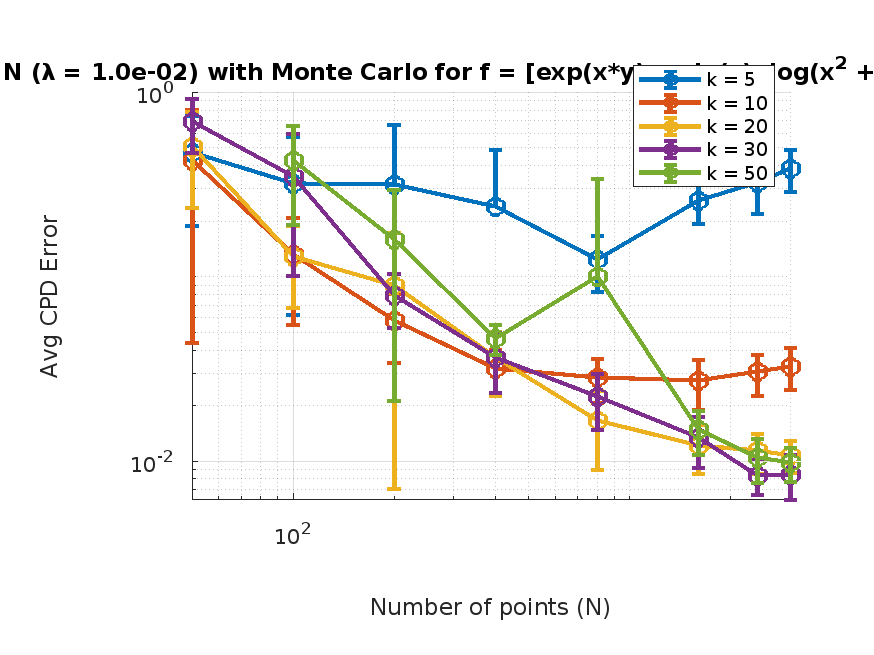 N (λ = 1.0e-02) with Monte Carlo for f = [exp(x*y) log(x^2 +
k = 5
k = 10
k = 20
k = 30
k = 50
10^0
10^-2
Avg CPD Error
10^2
Number of points (N)